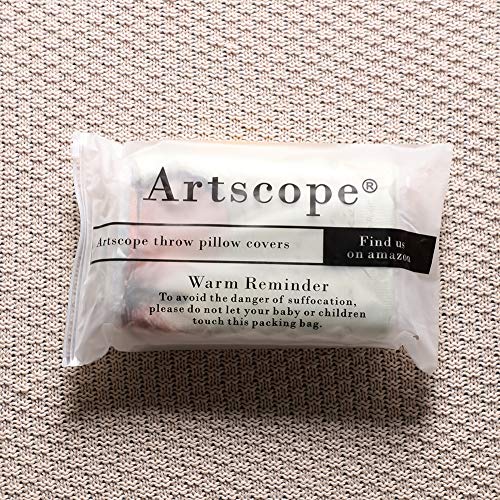 Artscope®
Artscope throw pillow covers
Find us
on amazon
Warm Reminder
To avoid the danger of suffocation,
please do not let your baby or children
touch this packing bag.